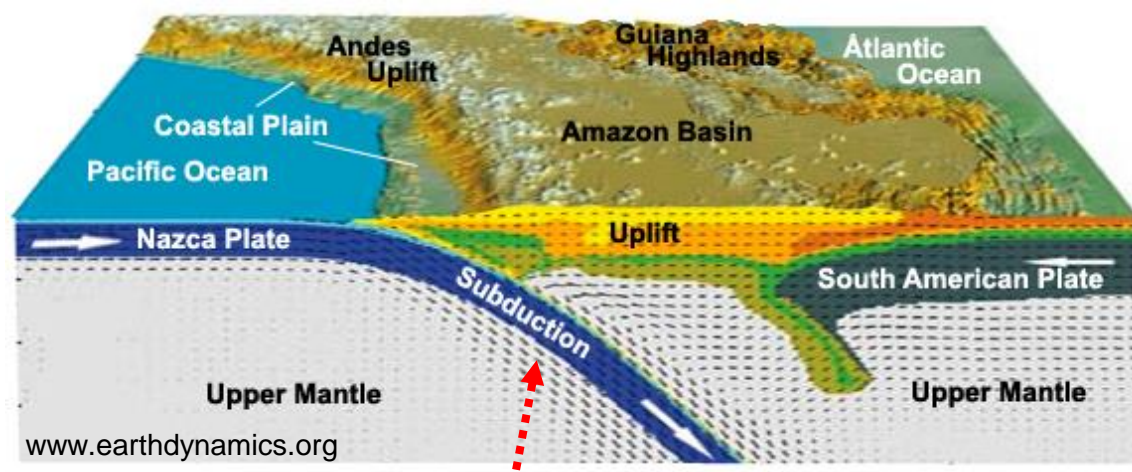 Andes
Uplift
Guiana
Highlands
Atlantic
Ocean
Coastal Plain
Amazon Basin
Pacific Ocean
Nazca Plate
Uplift
South American Plate
Subduction
Upper Mantle
Upper Mantle
www.earthdynamics.org